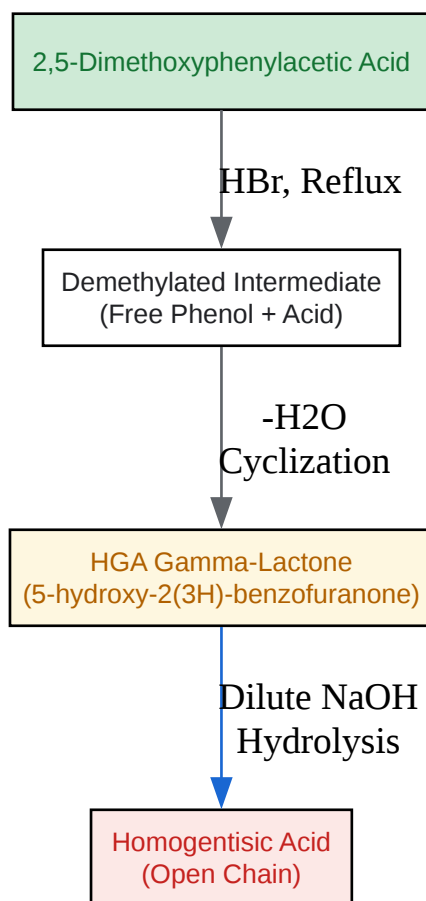 2,5-Dimethoxyphenylacetic Acid
HBr, Reflux
Demethylated Intermediate
(Free Phenol + Acid)
-H2O
Cyclization
HGA Gamma-Lactone
(5-hydroxy-2(3H)-benzofuranone)
Dilute NaOH
Hydrolysis
Homogentisic Acid
(Open Chain)